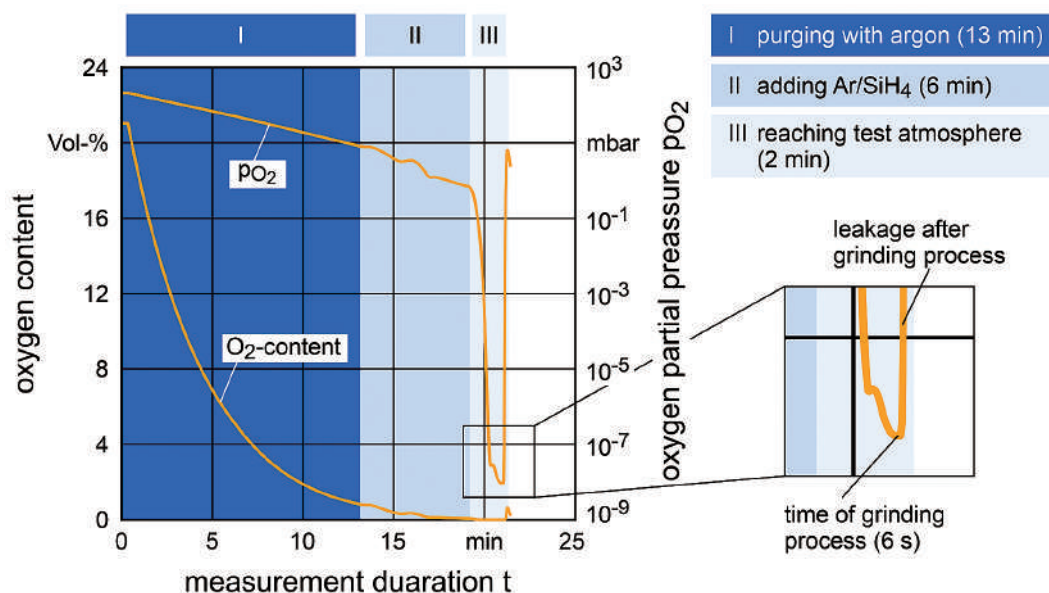 I
II
III
I purging with argon (13 min)
II adding Ar/SiH₄ (6 min)
III reaching test atmosphere
(2 min)
24
Vol-%
16
12
8
4
0
oxygen content
pO₂
O₂-content
10³
mbar
10⁻¹
10⁻³
10⁻⁵
10⁻⁷
10⁻⁹
oxygen partial preassure pO₂
0
5
10
15
min
25
measurement duaration t
leakage after
grinding process
time of grinding
process (6 s)